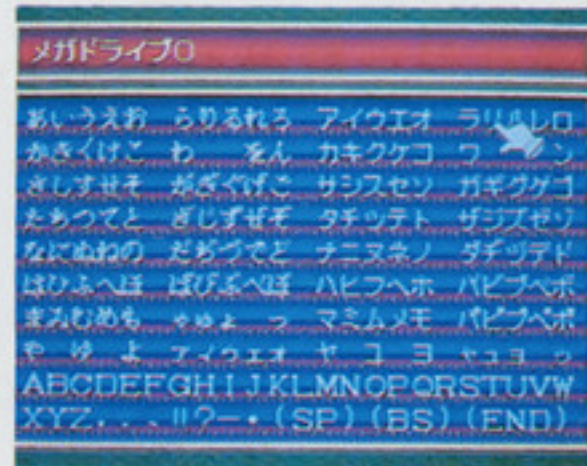 メガドライブ0
あいうえお らりるれろ アイウエオ ラリルレロ
かきくけこ わ をん カキクケコ ワ ン
さしすせそ がぎぐげご サシスセソ ガギグゲゴ
たちつてと ざじずぜぞ タチツテト ザジズゼゾ
なにぬねの だぢづでど ナニヌネノ ダヂヅデド
はひふへほ ばびぶべぼ ハヒフヘホ バビブベボ
まみむめも ゃゅょ っ マミムメモ パピプペポ
や ゆ よ ァィゥェォ ヤ ユ ヨ ャュョ ッ
ABCDEFGHIJKLMNOPQRSTUVW
XYZ...、!!?ー・(SP)(BS)(END)